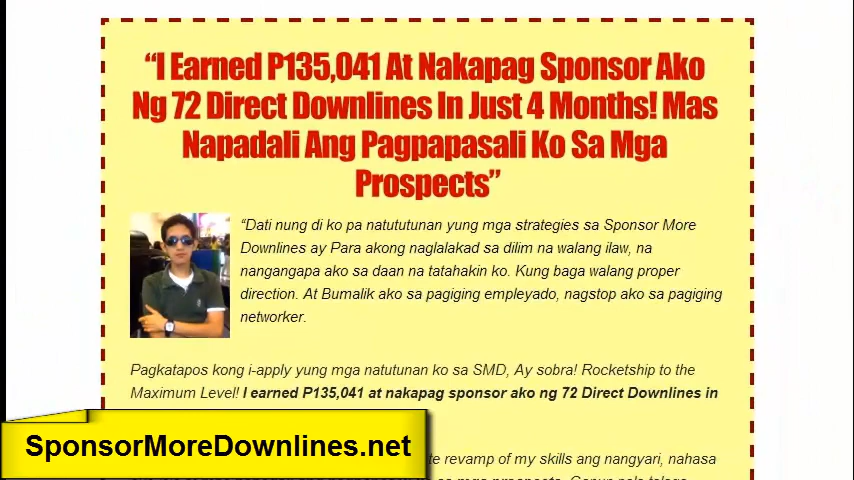 “I Earned P135,041 At Nakapag Sponsor Ako
Ng 72 Direct Downlines In Just 4 Months! Mas
Napadali Ang Pagpapasali Ko Sa Mga
Prospects”
“Dati nung di ko pa natututunan yung mga strategies sa Sponsor More
Downlines ay Para akong naglalakad sa dilim na walang ilaw, na
nangangapa ako sa daan na tatahakin ko. Kung baga walang proper
direction. At Bumalik ako sa pagiging empleyado, nagstop ako sa pagiging
networker.
Pagkatapos kong i-apply yung mga natutunan ko sa SMD, Ay sobra! Rocketship to the
Maximum Level! I earned P135,041 at nakapag sponsor ako ng 72 Direct Downlines in
revamp of my skills ang nangyari, nahasa
SponsorMoreDownlines.net